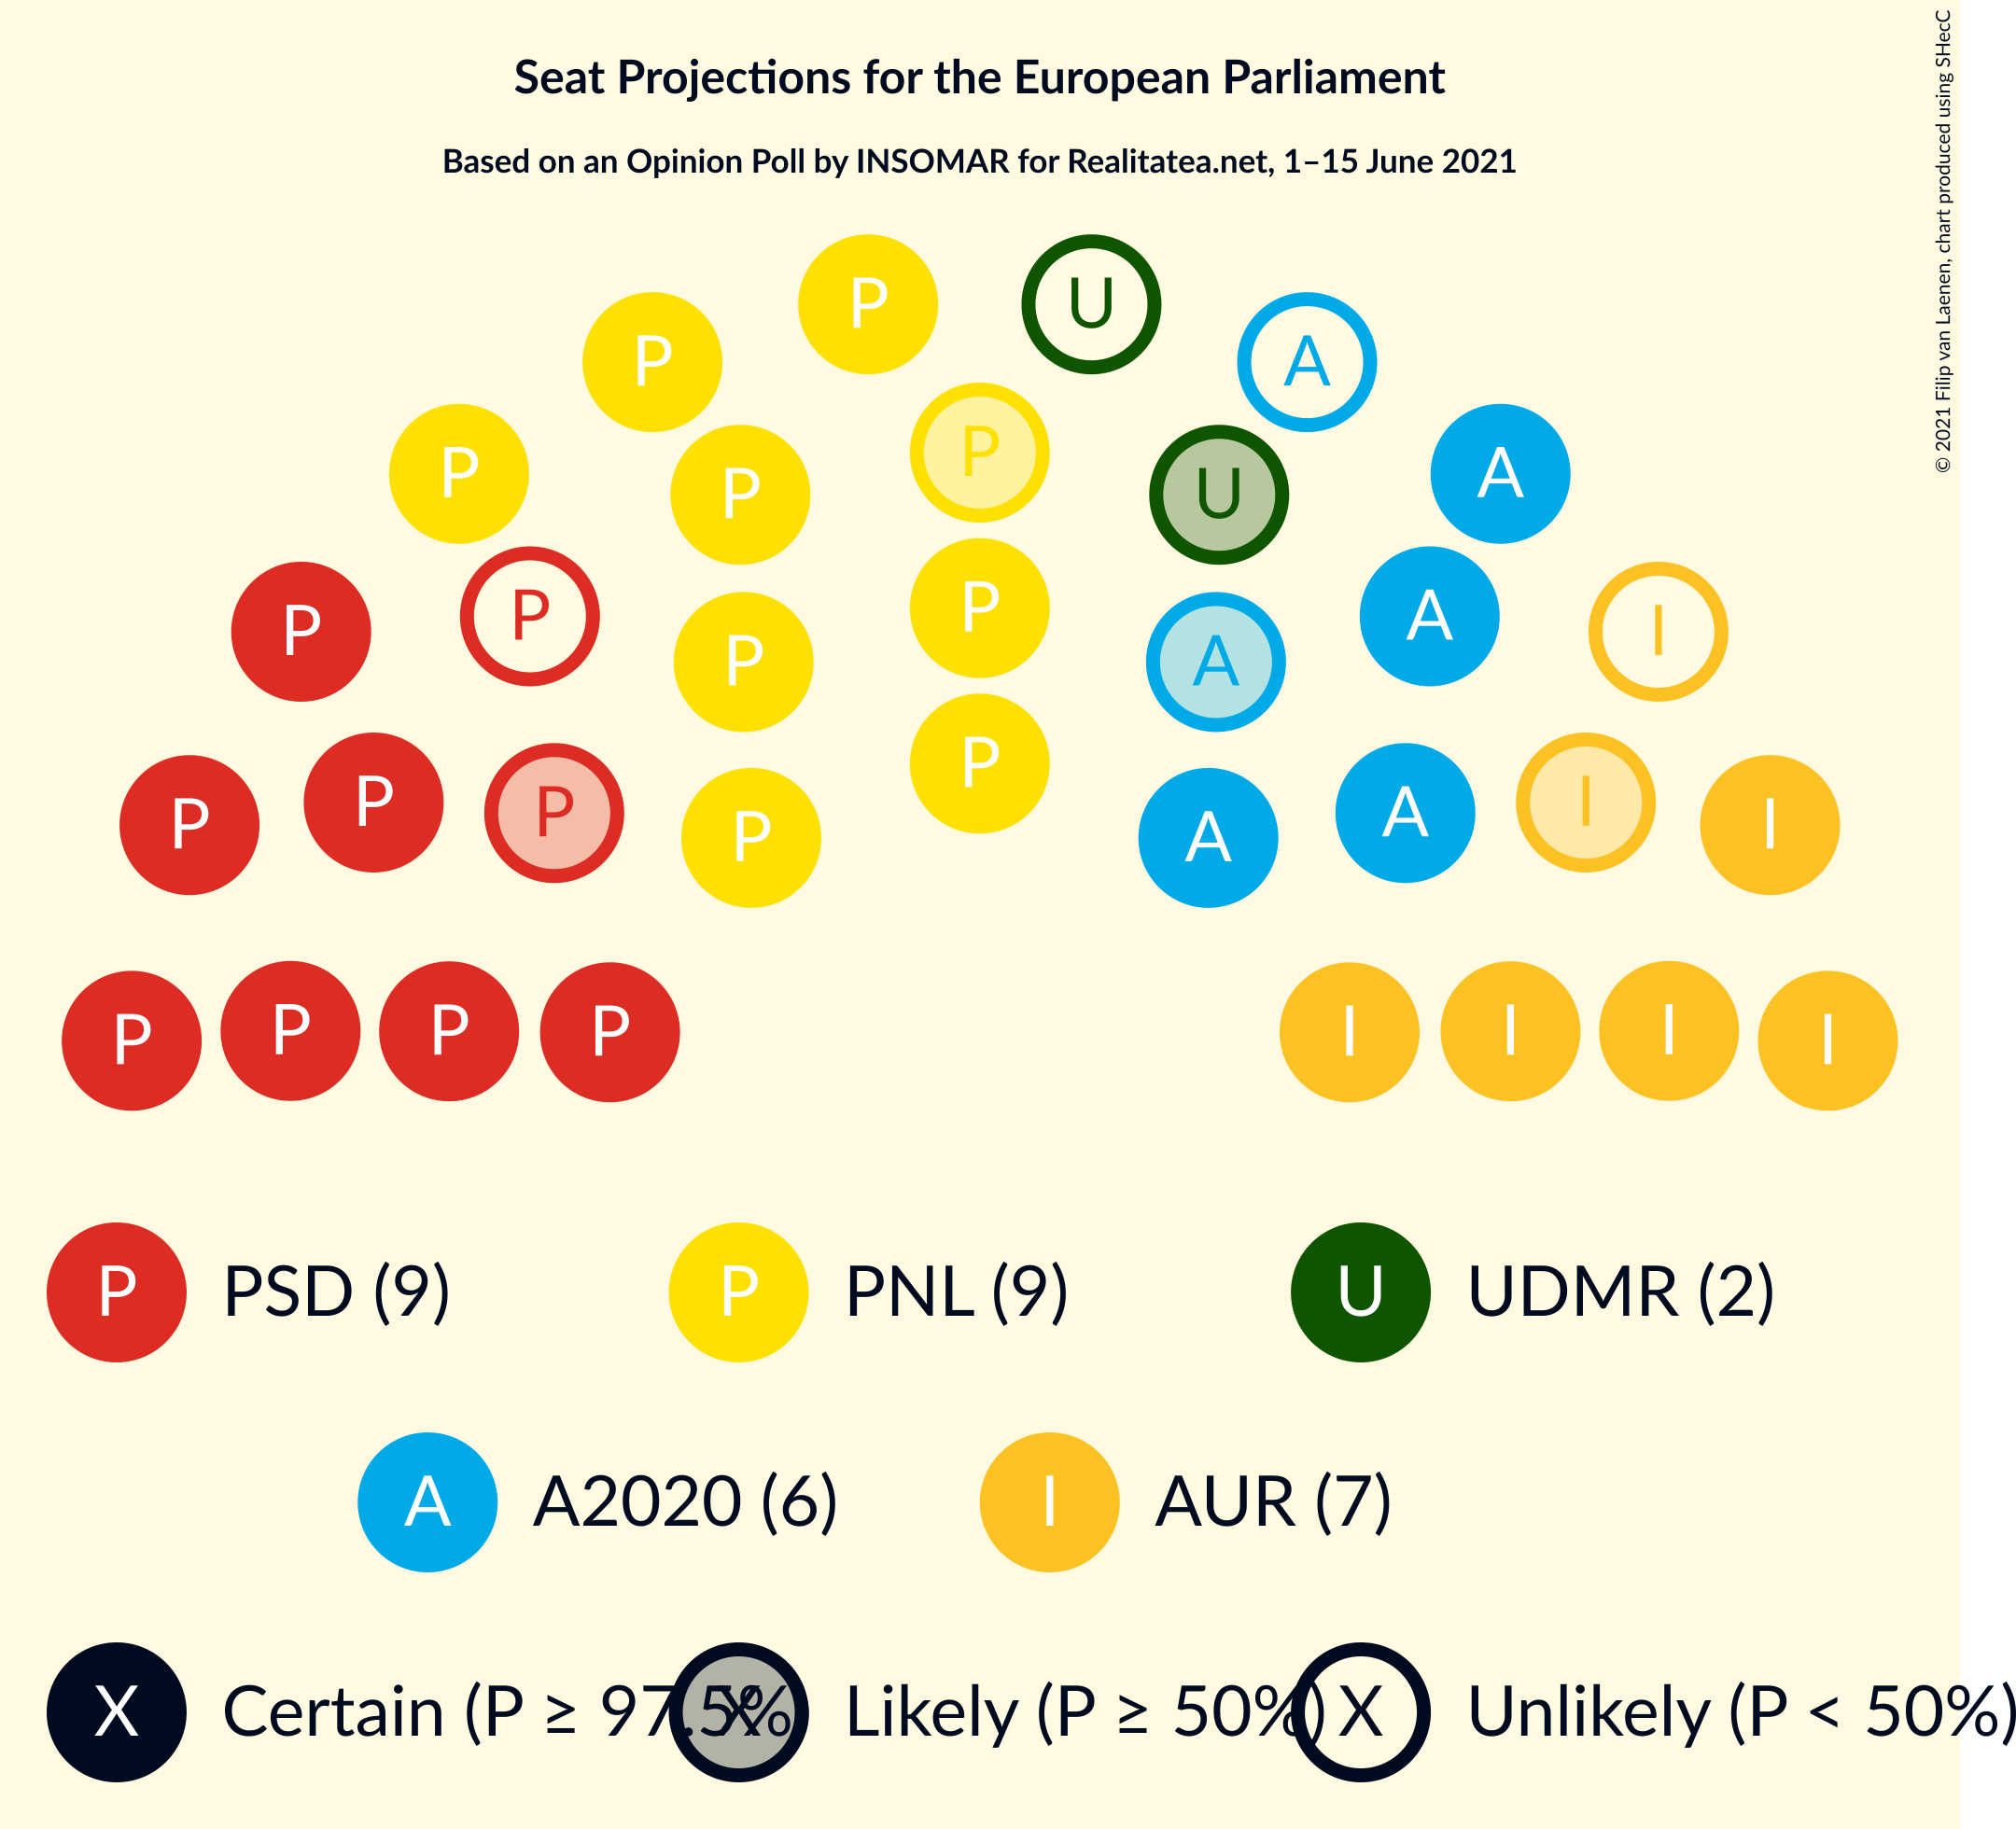 Seat Projections for the European Parliament
Based on an Opinion Poll by INSOMAR for Realitatea.net, 1–15 June 2021
© 2021 Filip van Laenen, chart produced using SHecC
P U
P A
P A
P
P U
P I
P A
P
P A
P
P I
P P I
P A
P A
P P P P I I I I
P PSD (9) P PNL (9) U UDMR (2)
A A2020 (6) I AUR (7)
X Certain (P ≥ 97.5% X Likely (P ≥ 50%) X Unlikely (P < 50%)